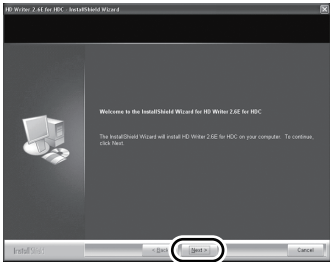 HD Writer 2.6E for HDC - InstallShield Wizard
Welcome to the InstallShield Wizard for HD Writer 2.6E for HDC
The InstallShield Wizard will install HD Writer 2.6E for HDC on your computer. To continue,
click Next.
InstallShield
< Back
Next >
Cancel